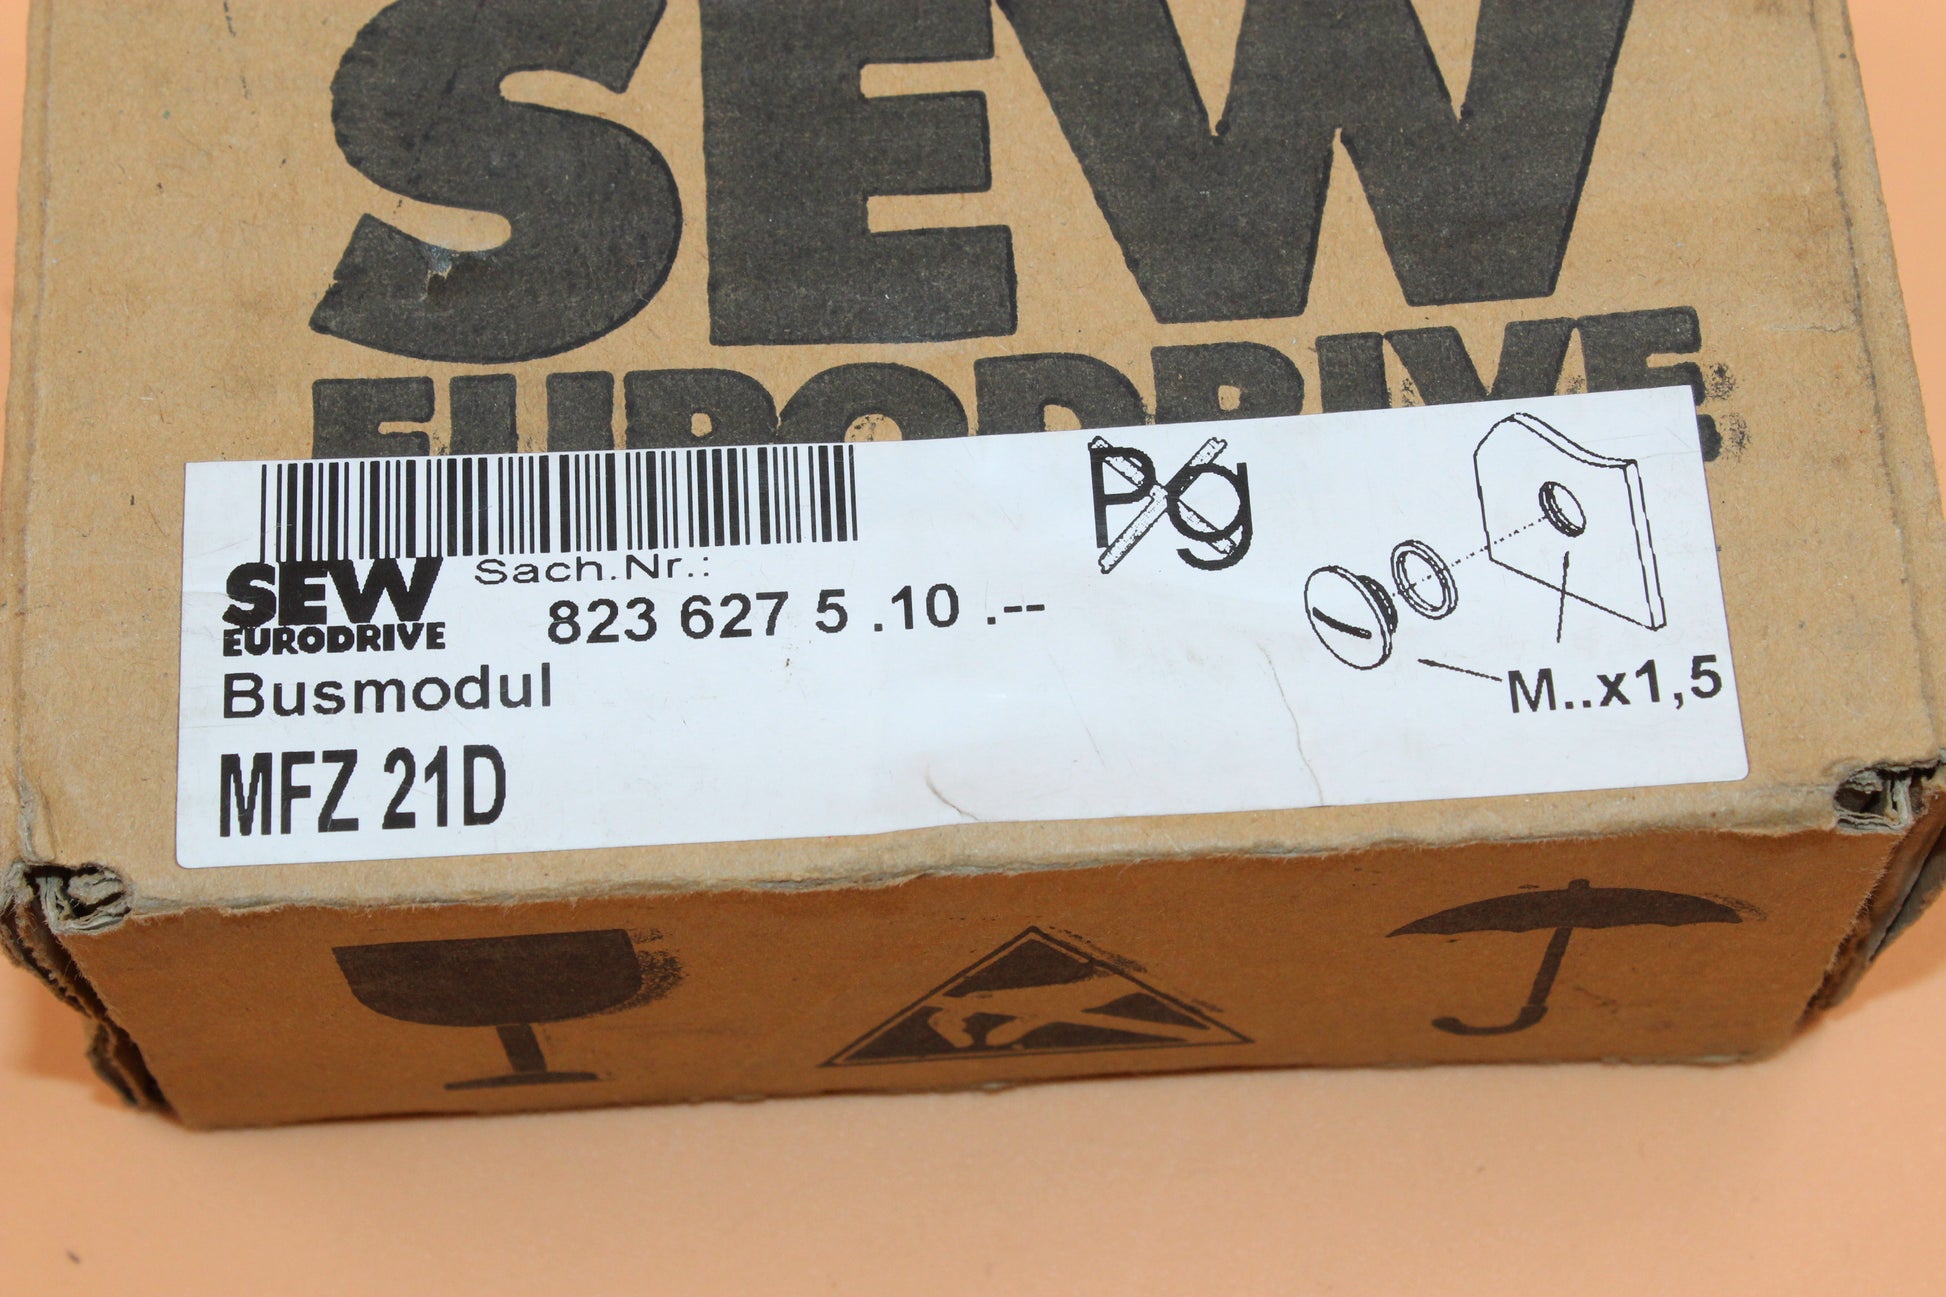 SEW
EURODRIVE
SEW
EURODRIVE
Sach.Nr.:
823 627 5 .10 .--
Busmodul
MFZ 21D
Pg
M..x1,5